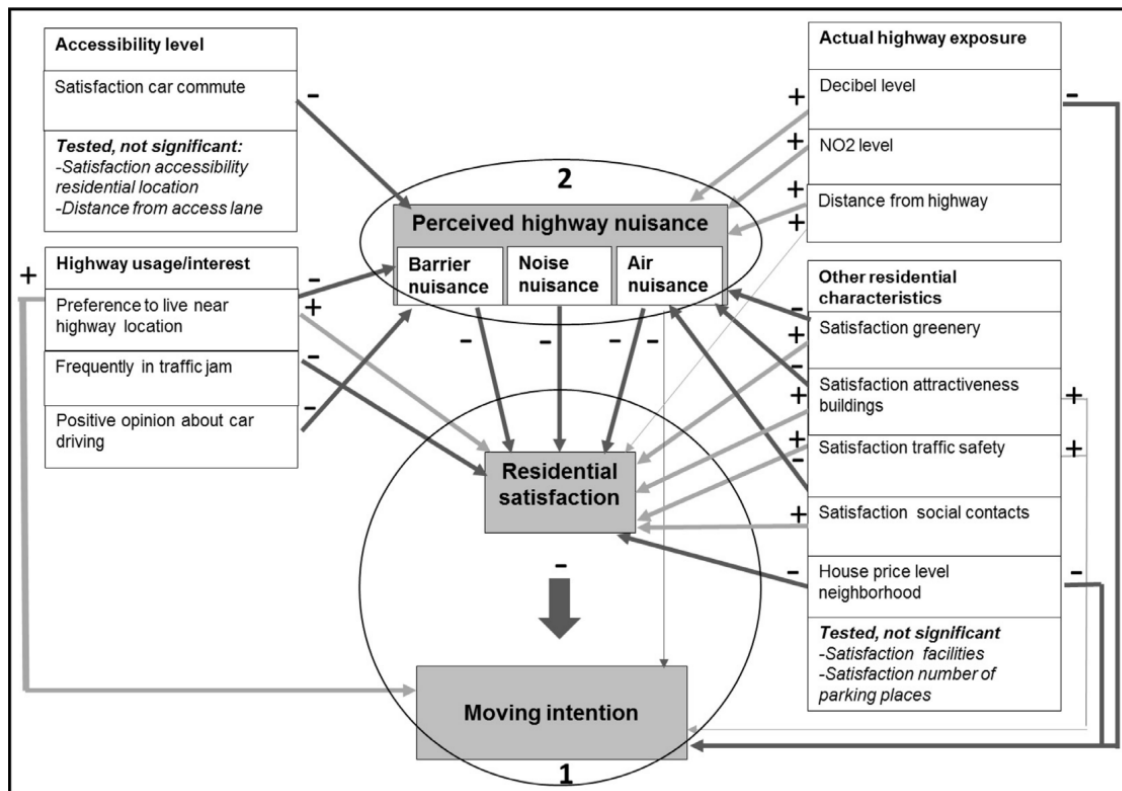 Accessibility level
Satisfaction car commute
Tested, not significant:
-Satisfaction accessibility
residential location
-Distance from access lane
-
Highway usage/interest
Preference to live near
highway location
Frequently in traffic jam
Positive opinion about car
driving
+
-
+
-
-
2
Perceived highway nuisance
Barrier
nuisance
Noise
nuisance
Air
nuisance
-
-
-
-
Residential
satisfaction
-
Moving intention
1
Actual highway exposure
Decibel level
NO2 level
Distance from highway
+
+
+
+
-
Other residential
characteristics
Satisfaction greenery
Satisfaction attractiveness
buildings
Satisfaction traffic safety
Satisfaction social contacts
House price level
neighborhood
Tested, not significant
-Satisfaction facilities
-Satisfaction number of
parking places
-
+
-
+
+
-
+
-
+
+
-